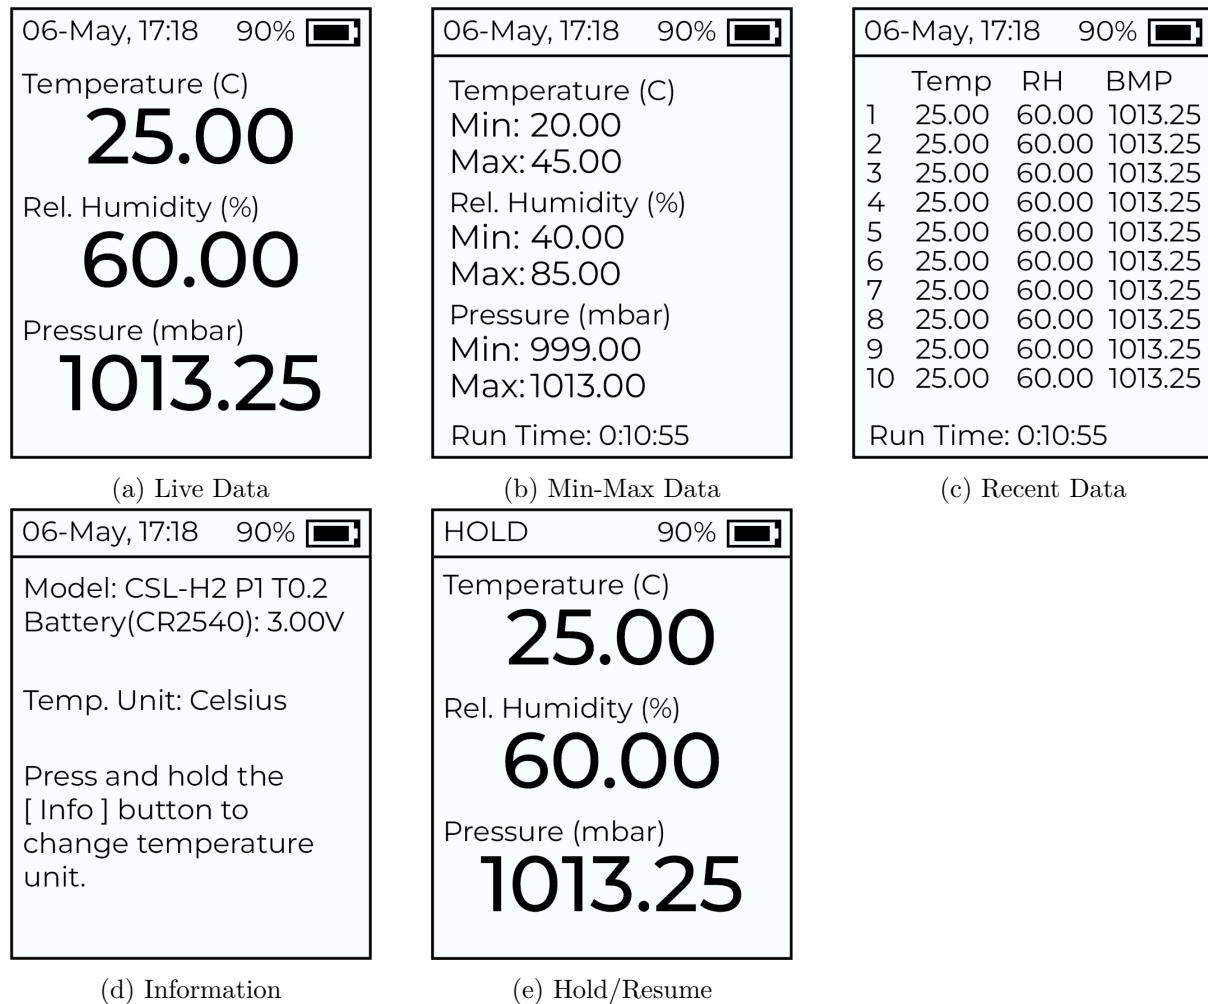 06-May, 17:18 90%
Temperature (C)
25.00
Rel. Humidity (%)
60.00
Pressure (mbar)
1013.25
(a) Live Data
06-May, 17:18 90%
Temperature (C)
Min: 20.00
Max: 45.00
Rel. Humidity (%)
Min: 40.00
Max: 85.00
Pressure (mbar)
Min: 999.00
Max: 1013.00
Run Time: 0:10:55
(b) Min-Max Data
06-May, 17:18 90%
Temp RH BMP
1 25.00 60.00 1013.25
2 25.00 60.00 1013.25
3 25.00 60.00 1013.25
4 25.00 60.00 1013.25
5 25.00 60.00 1013.25
6 25.00 60.00 1013.25
7 25.00 60.00 1013.25
8 25.00 60.00 1013.25
9 25.00 60.00 1013.25
10 25.00 60.00 1013.25
Run Time: 0:10:55
(c) Recent Data
06-May, 17:18 90%
Model: CSL-H2 P1 T0.2
Battery(CR2540): 3.00V
Temp. Unit: Celsius
Press and hold the
[ Info ] button to
change temperature
unit.
(d) Information
HOLD 90%
Temperature (C)
25.00
Rel. Humidity (%)
60.00
Pressure (mbar)
1013.25
(e) Hold/Resume